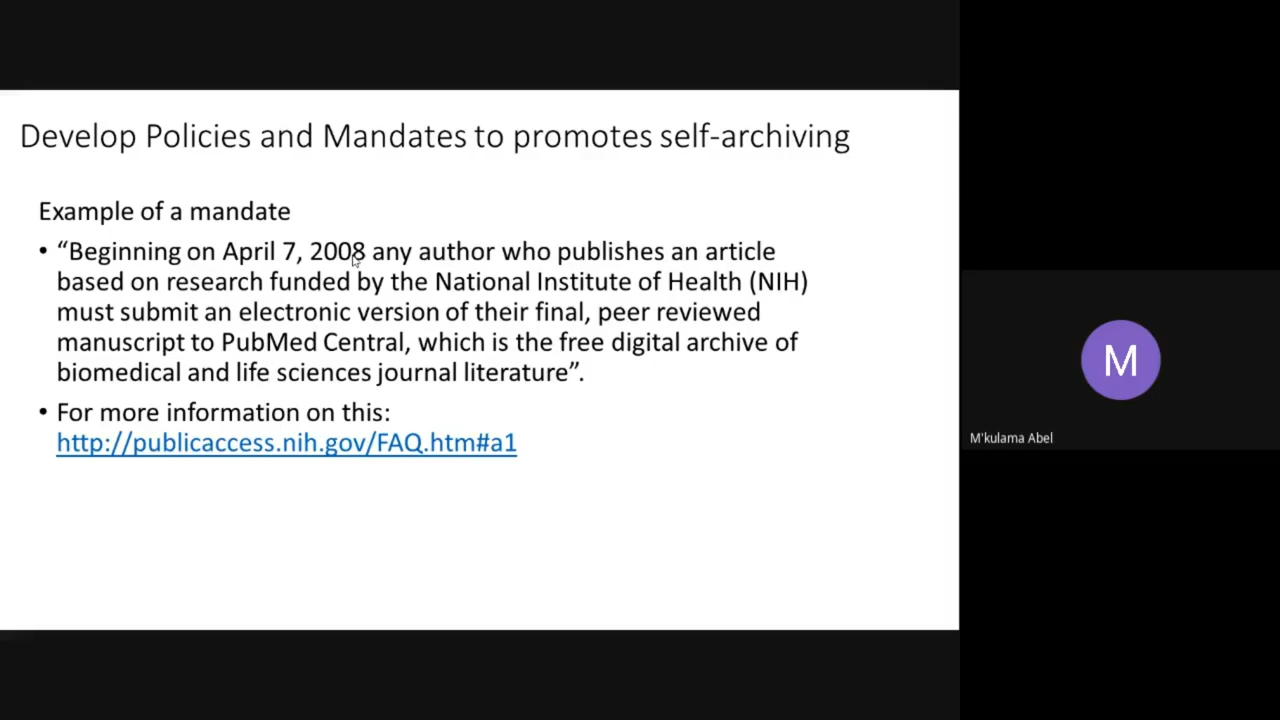 Develop Policies and Mandates to promotes self-archiving
Example of a mandate
• “Beginning on April 7, 2008 any author who publishes an article
based on research funded by the National Institute of Health (NIH)
must submit an electronic version of their final, peer reviewed
manuscript to PubMed Central, which is the free digital archive of
biomedical and life sciences journal literature”.
• For more information on this:
http://publicaccess.nih.gov/FAQ.htm#a1
M
M'kulama Abel